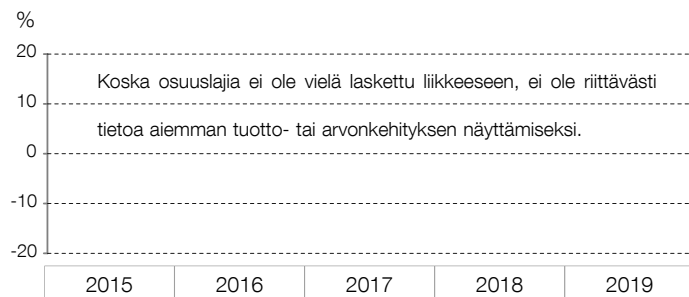 %
20
Koska osuuslajia ei ole vielä laskettu liikkeeseen, ei ole riittävästi
10
tietoa aiemman tuotto- tai arvonkehityksen näyttämiseksi.
0
-10
-20
2015 2016 2017 2018 2019